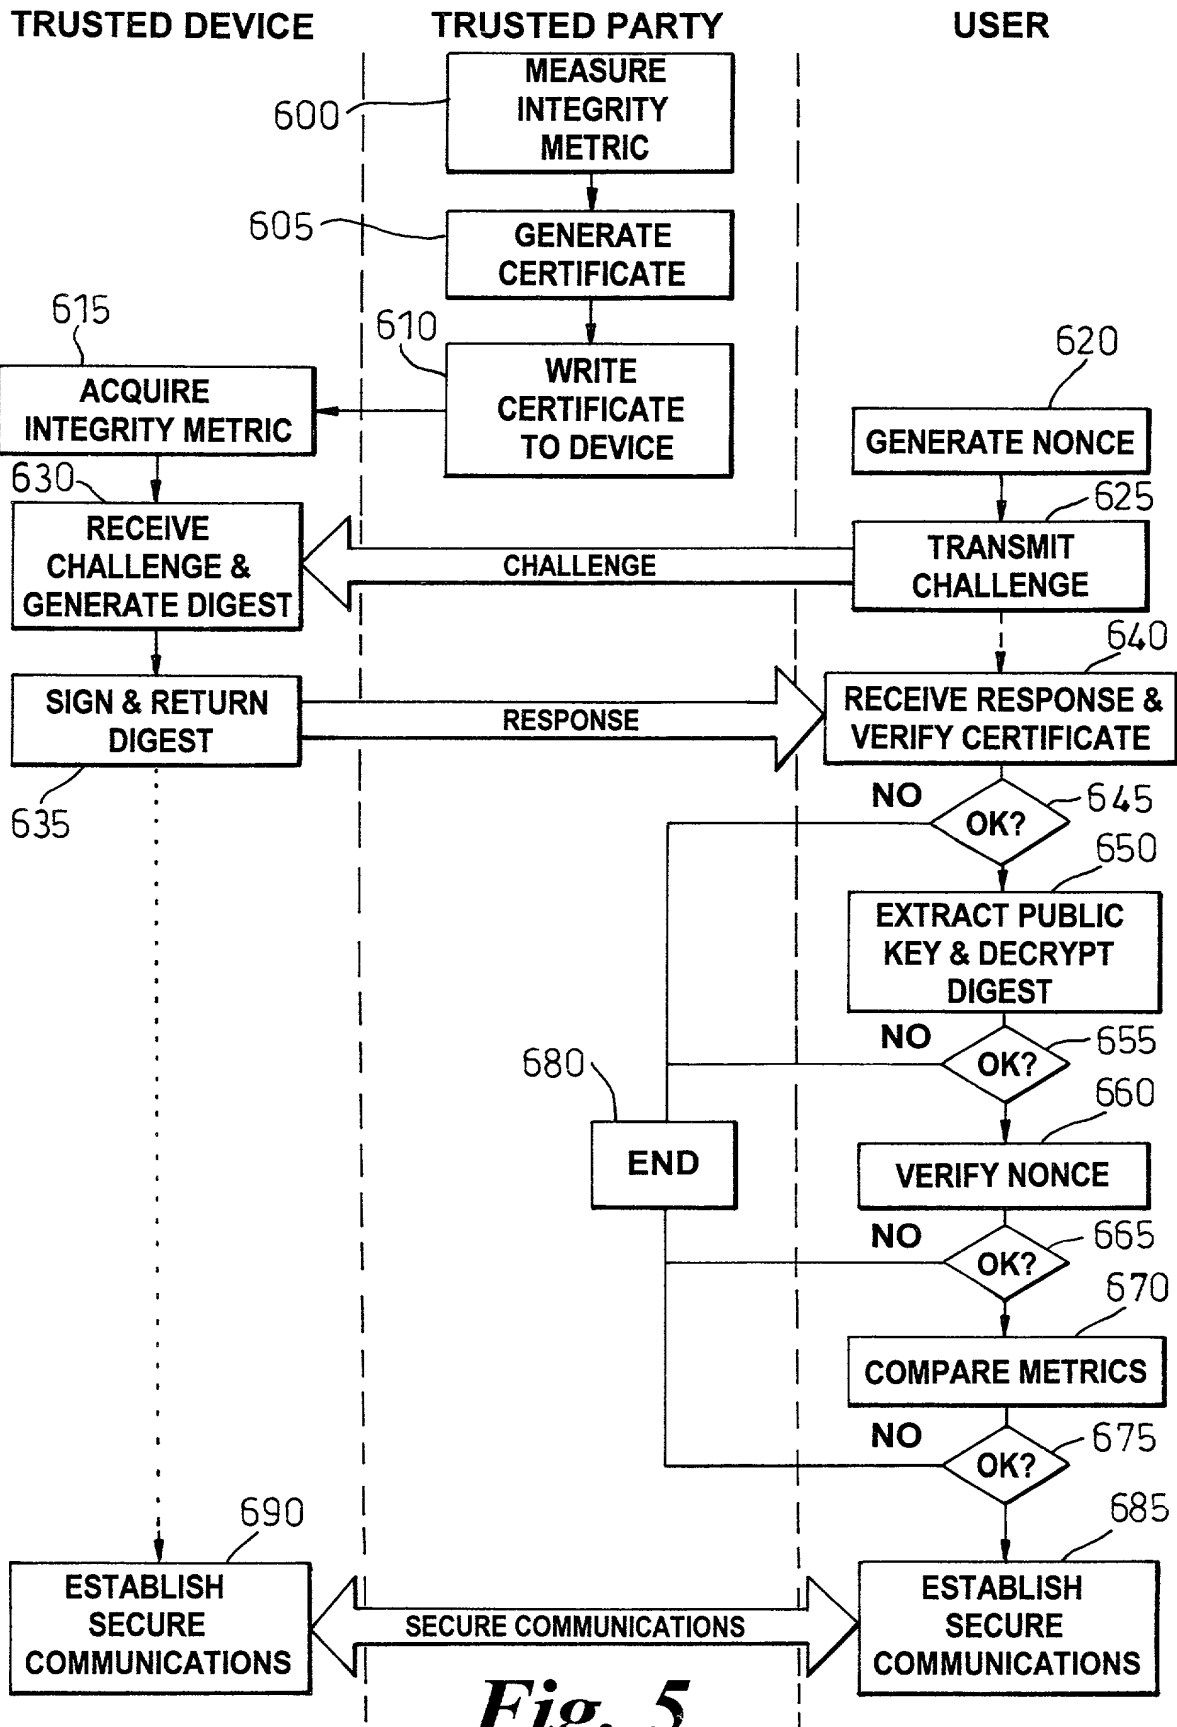 TRUSTED DEVICE
TRUSTED PARTY
USER
600
MEASURE
INTEGRITY
METRIC
605
GENERATE
CERTIFICATE
610
WRITE
CERTIFICATE
TO DEVICE
615
ACQUIRE
INTEGRITY METRIC
620
GENERATE NONCE
625
TRANSMIT
CHALLENGE
CHALLENGE
630
RECEIVE
CHALLENGE &
GENERATE DIGEST
635
SIGN & RETURN
DIGEST
RESPONSE
640
RECEIVE RESPONSE &
VERIFY CERTIFICATE
NO
OK?
645
650
EXTRACT PUBLIC
KEY & DECRYPT
DIGEST
NO
OK?
655
680
END
660
VERIFY NONCE
NO
OK?
665
670
COMPARE METRICS
NO
OK?
675
690
ESTABLISH
SECURE
COMMUNICATIONS
SECURE COMMUNICATIONS
685
ESTABLISH
SECURE
COMMUNICATIONS
Fig. 5